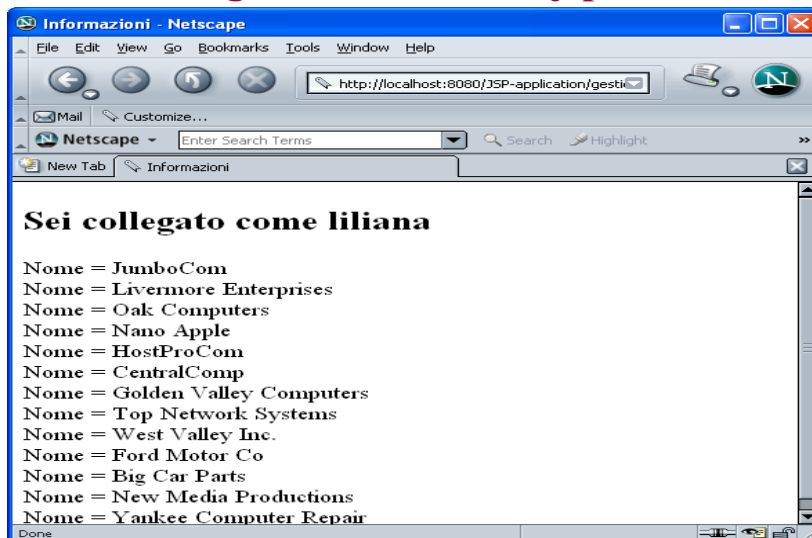 Informazioni - Netscape
File Edit View Go Bookmarks Tools Window Help
http://localhost:8080/JSP-application/gesti
Mail Customize...
Netscape Enter Search Terms Search Highlight
New Tab Informazioni
Sei collegato come liliana
Nome = JumboCom
Nome = Livermore Enterprises
Nome = Oak Computers
Nome = Nano Apple
Nome = HostProCom
Nome = CentralComp
Nome = Golden Valley Computers
Nome = Top Network Systems
Nome = West Valley Inc.
Nome = Ford Motor Co
Nome = Big Car Parts
Nome = New Media Productions
Nome = Yankee Computer Repair
Done